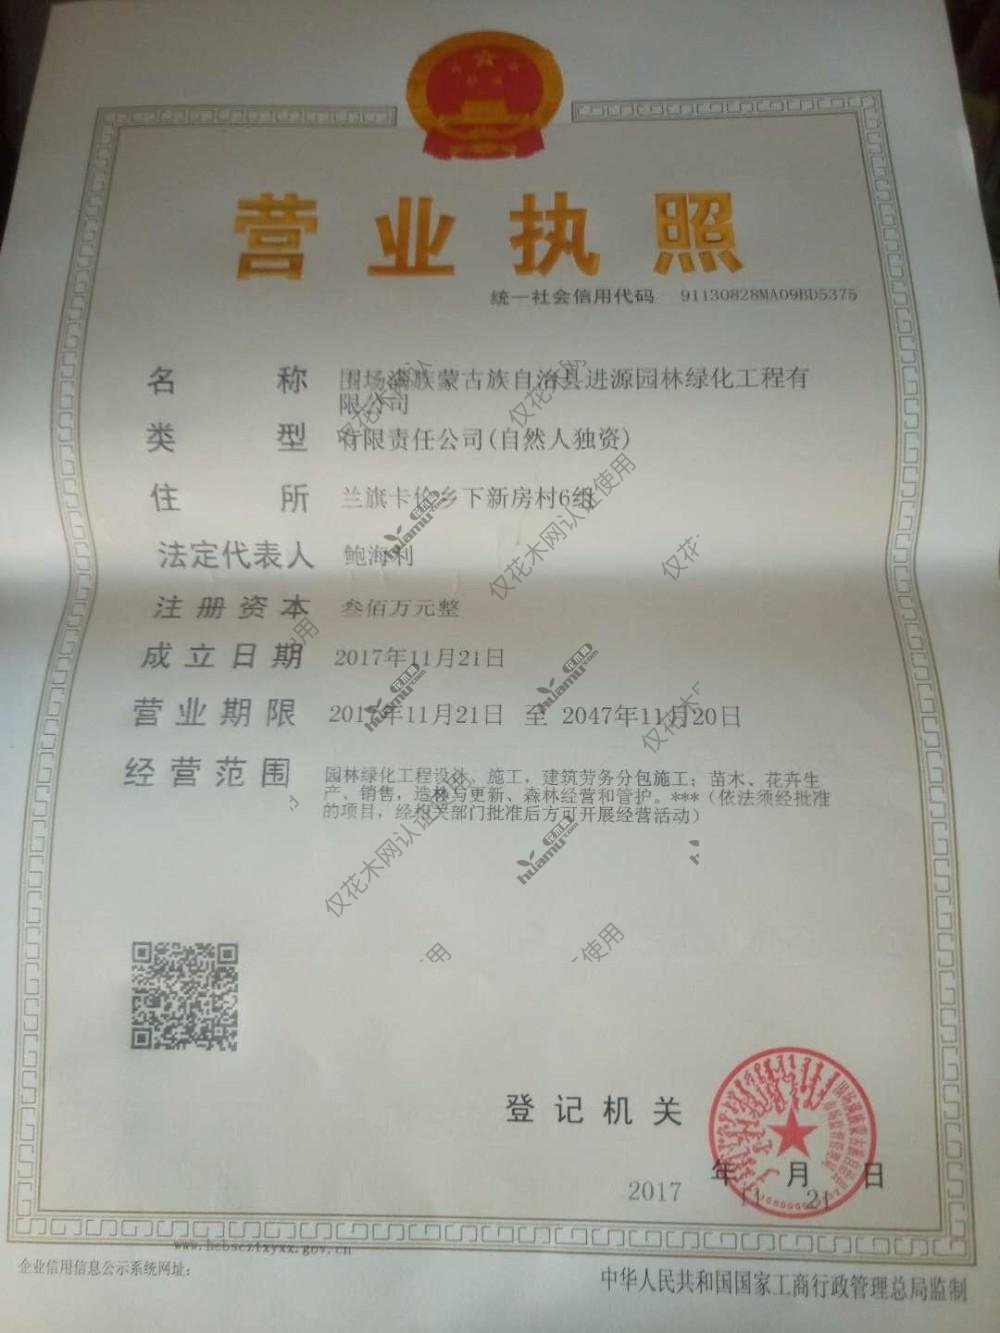 营业执照
统一社会信用代码 91130828MA09BD5375
名称 围场满族蒙古族自治县进源园林绿化工程有
限公司
类型 有限责任公司(自然人独资)
住所 兰旗卡伦乡下新房村6组
法定代表人 鲍海利
注册资本 叁佰万元整
成立日期 2017年11月21日
营业期限 2017年11月21日 至 2047年11月20日
经营范围 园林绿化工程设计、施工，建筑劳务分包施工；苗木、花卉生
产、销售，造林与更新、森林经营和管护。***（依法须经批准
的项目，经相关部门批准后方可开展经营活动）
仅花木网认证使用
花木网
huamu.com
登记机关
2017年11月21日
www.hebscztxyxx.gov.cn
企业信用信息公示系统网址：
中华人民共和国国家工商行政管理总局监制